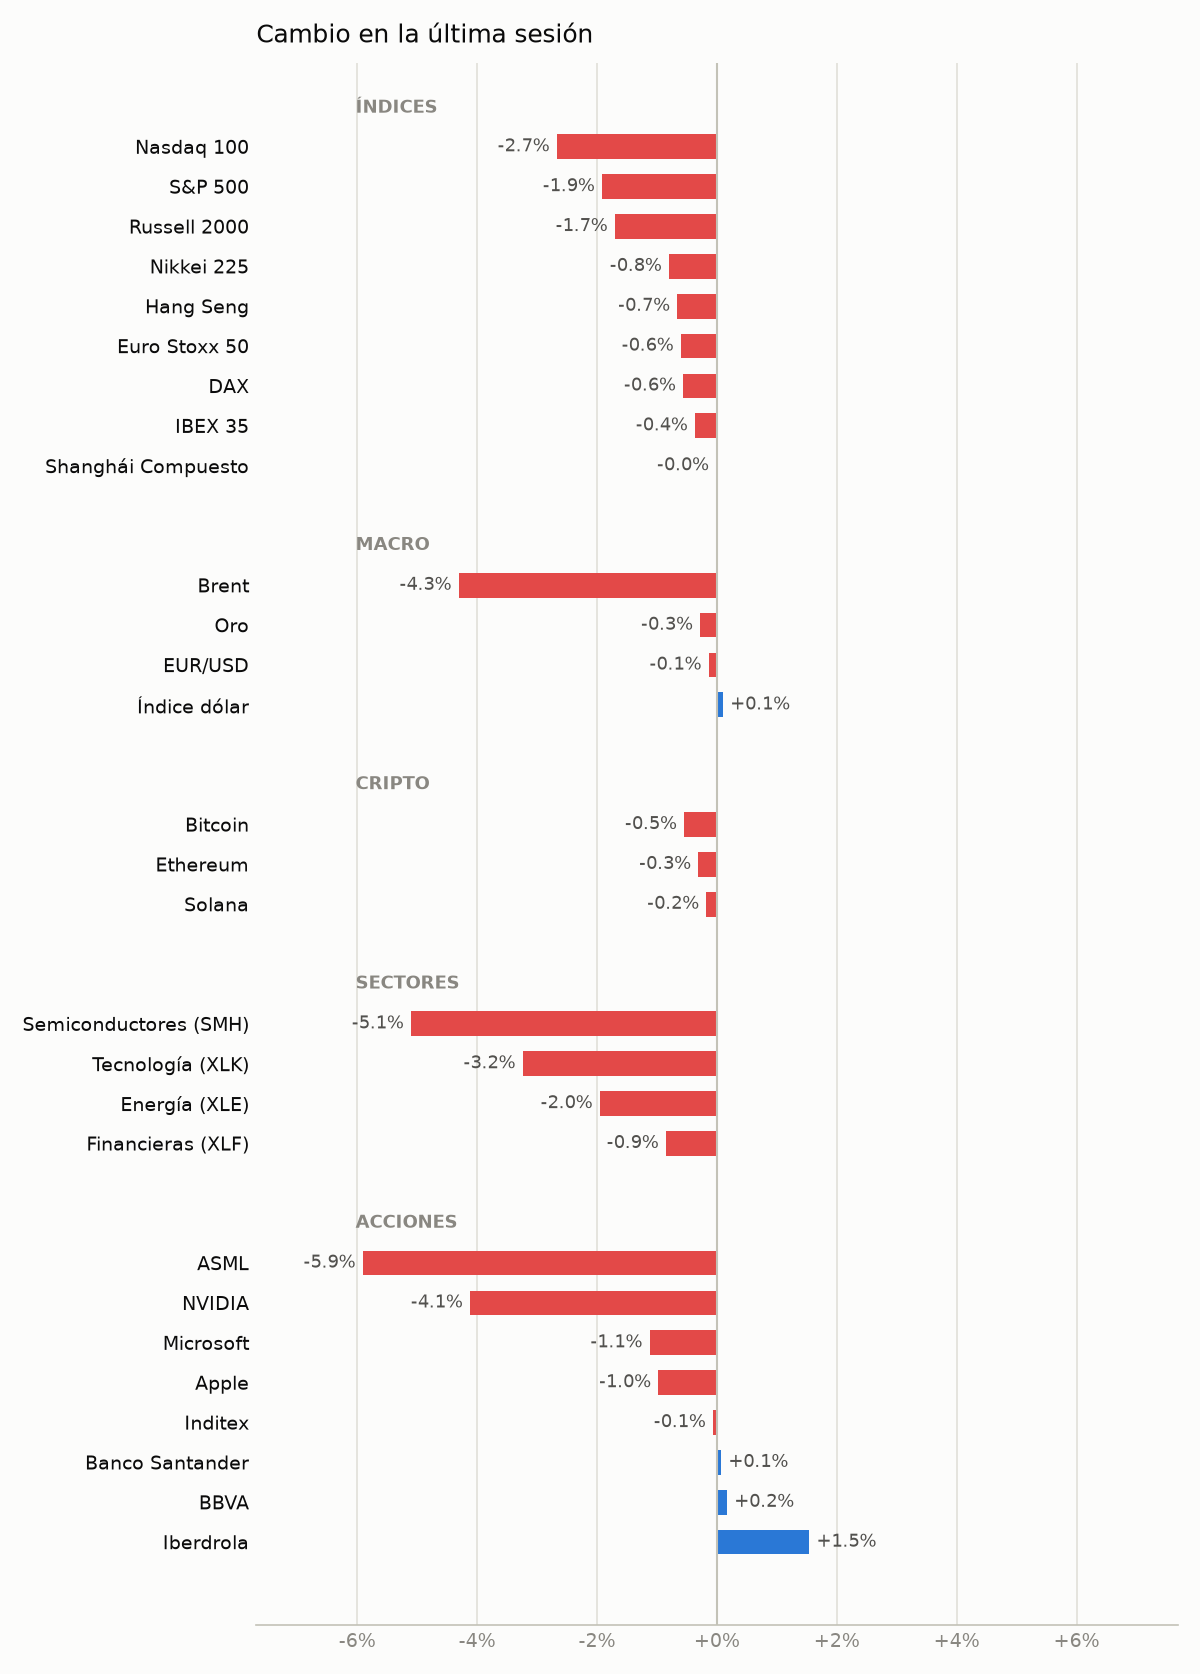 Cambio en la última sesión
ÍNDICES
Nasdaq 100 -2.7%
S&P 500 -1.9%
Russell 2000 -1.7%
Nikkei 225 -0.8%
Hang Seng -0.7%
Euro Stoxx 50 -0.6%
DAX -0.6%
IBEX 35 -0.4%
Shanghái Compuesto -0.0%
MACRO
Brent -4.3%
Oro -0.3%
EUR/USD -0.1%
Índice dólar +0.1%
CRIPTO
Bitcoin -0.5%
Ethereum -0.3%
Solana -0.2%
SECTORES
Semiconductores (SMH) -5.1%
Tecnología (XLK) -3.2%
Energía (XLE) -2.0%
Financieras (XLF) -0.9%
ACCIONES
ASML -5.9%
NVIDIA -4.1%
Microsoft -1.1%
Apple -1.0%
Inditex -0.1%
Banco Santander +0.1%
BBVA +0.2%
Iberdrola +1.5%
-6% -4% -2% +0% +2% +4% +6%